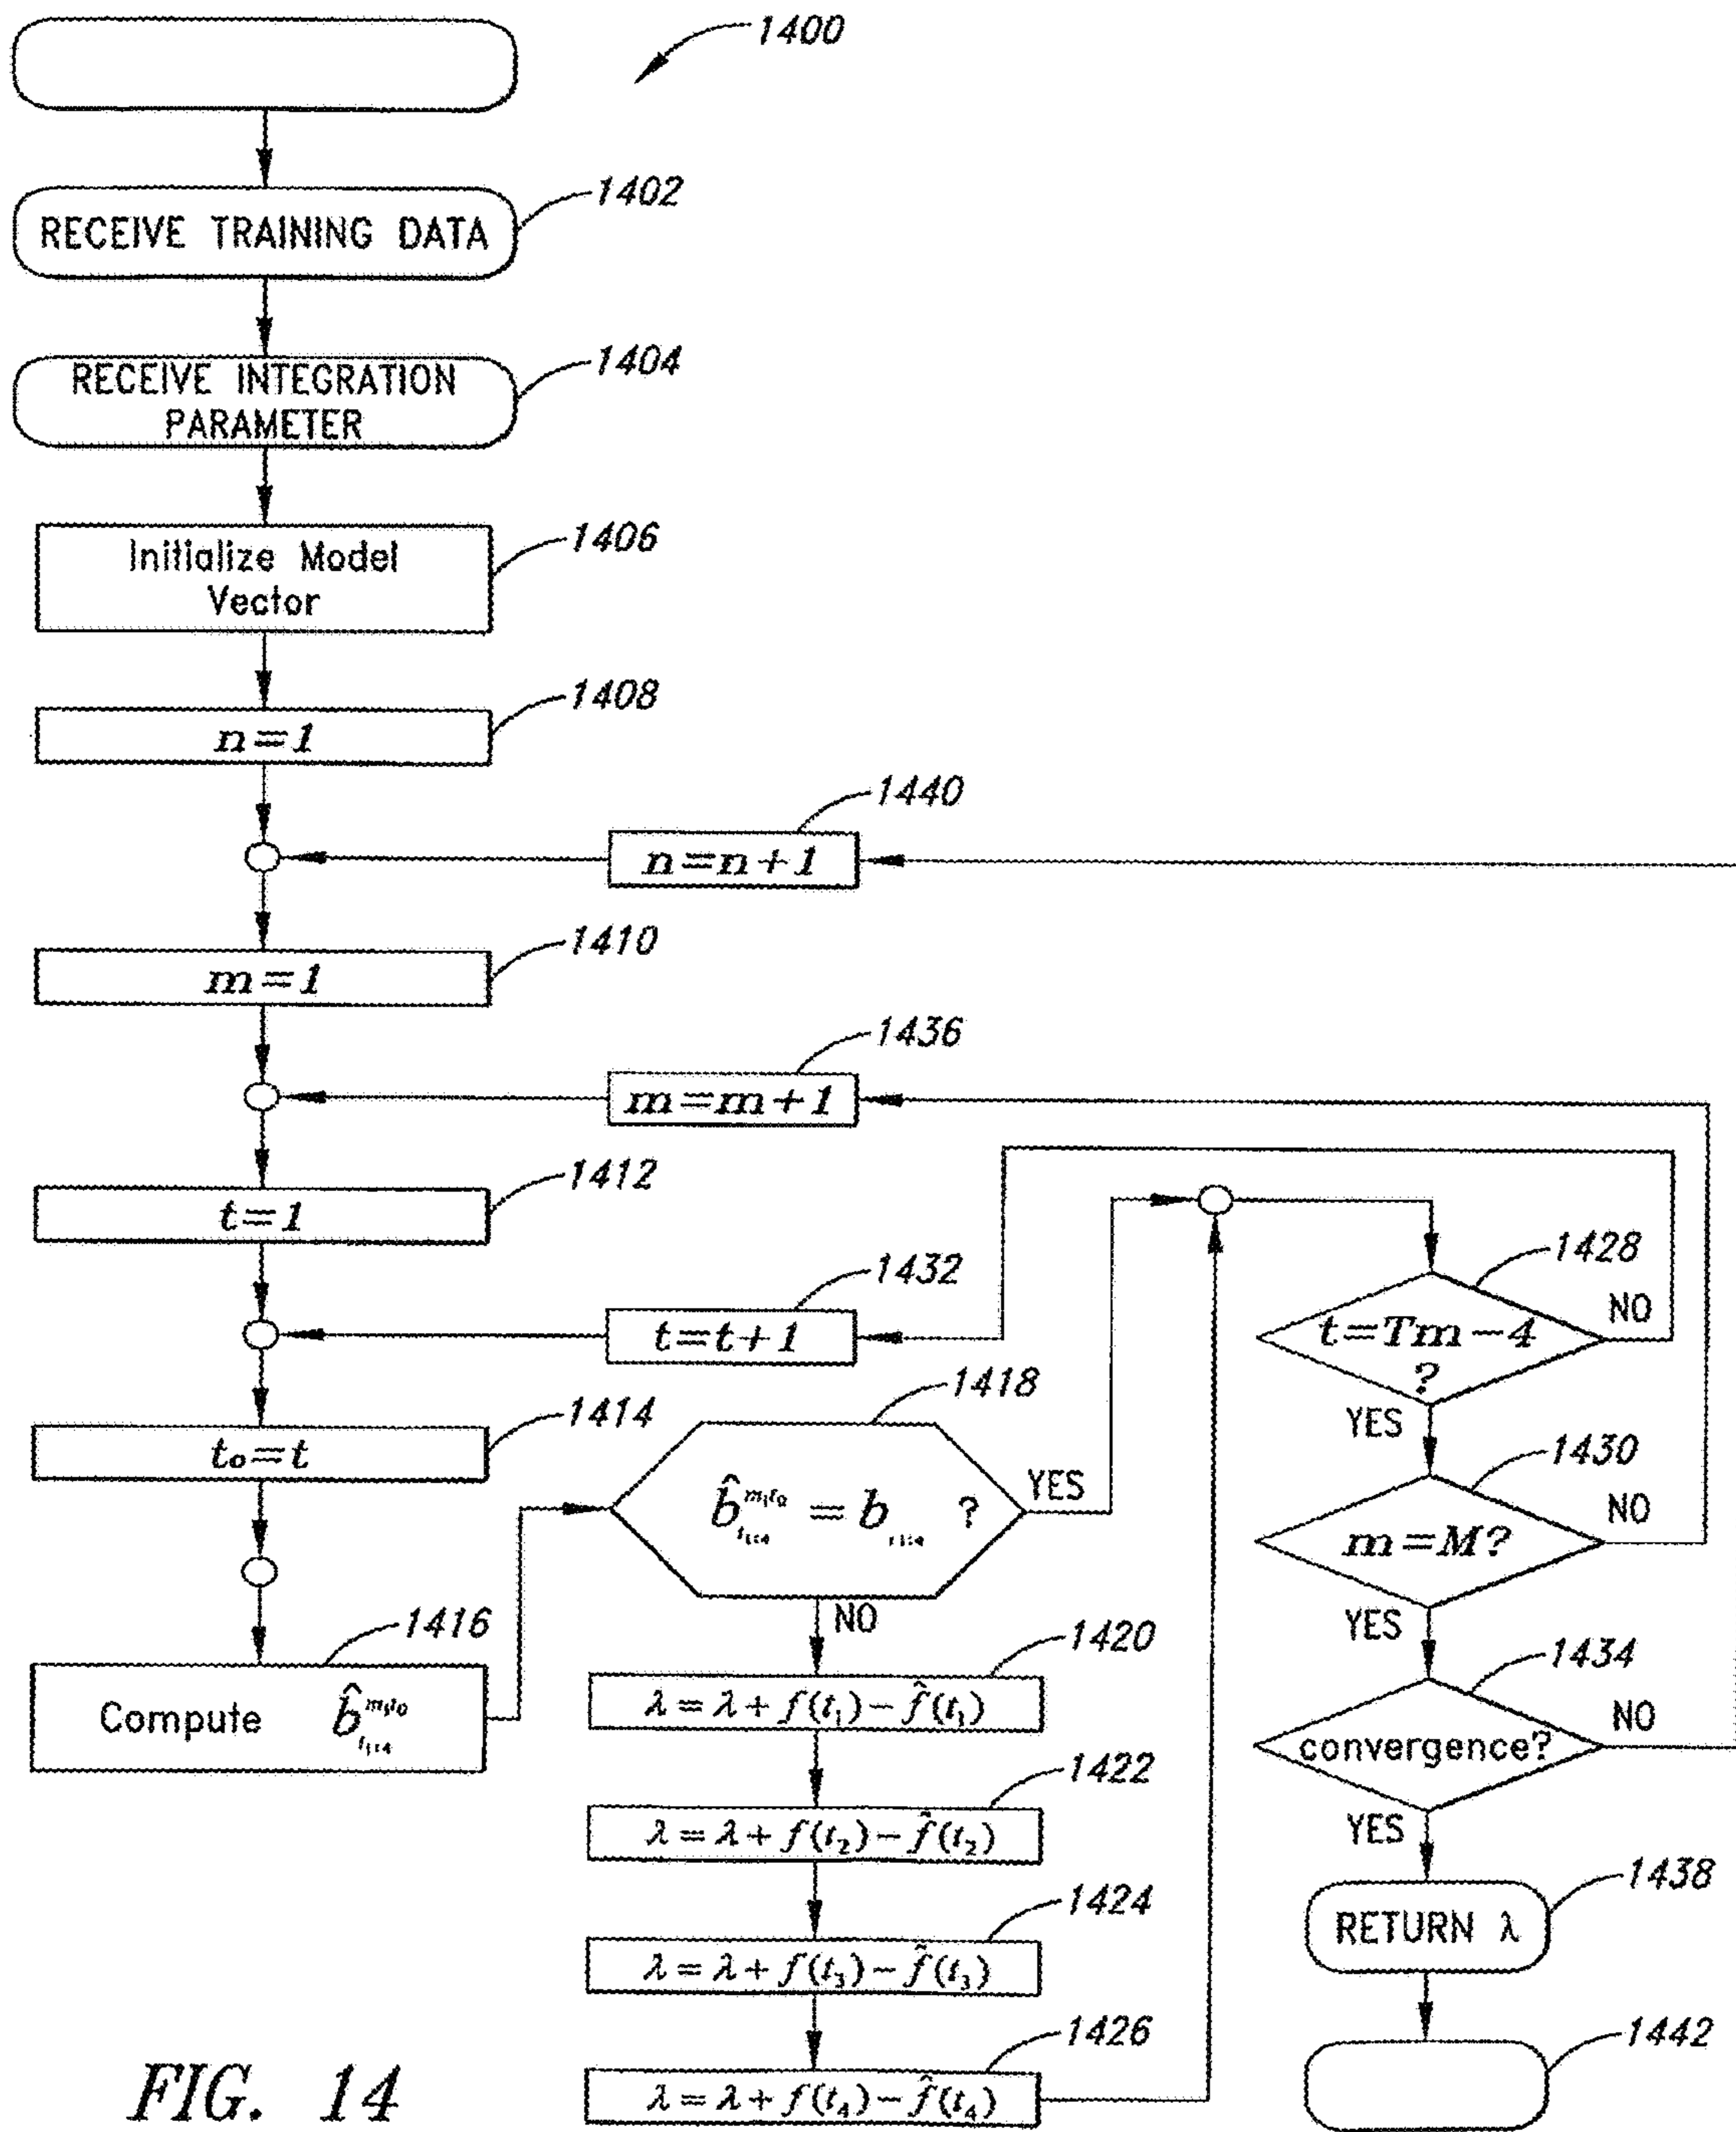 1400
1402
RECEIVE TRAINING DATA
1404
RECEIVE INTEGRATION
PARAMETER
1406
Initialize Model
Vector
1408
n=1
1440
n=n+1
1410
m=1
1436
m=m+1
1412
t=1
1432
t=t+1
1428
t=Tm-4
?
NO
YES
1414
t₀=t
1418
b̂ = b ?
YES
NO
1430
m=M?
NO
YES
1416
Compute b̂
1420
λ = λ + f(t₁) – f̂(t₁)
1434
convergence?
NO
YES
1422
λ = λ + f(t₂) – f̂(t₂)
1424
λ = λ + f(t₃) – f̂(t₃)
1438
RETURN λ
1426
λ = λ + f(t₄) – f̂(t₄)
1442
FIG. 14